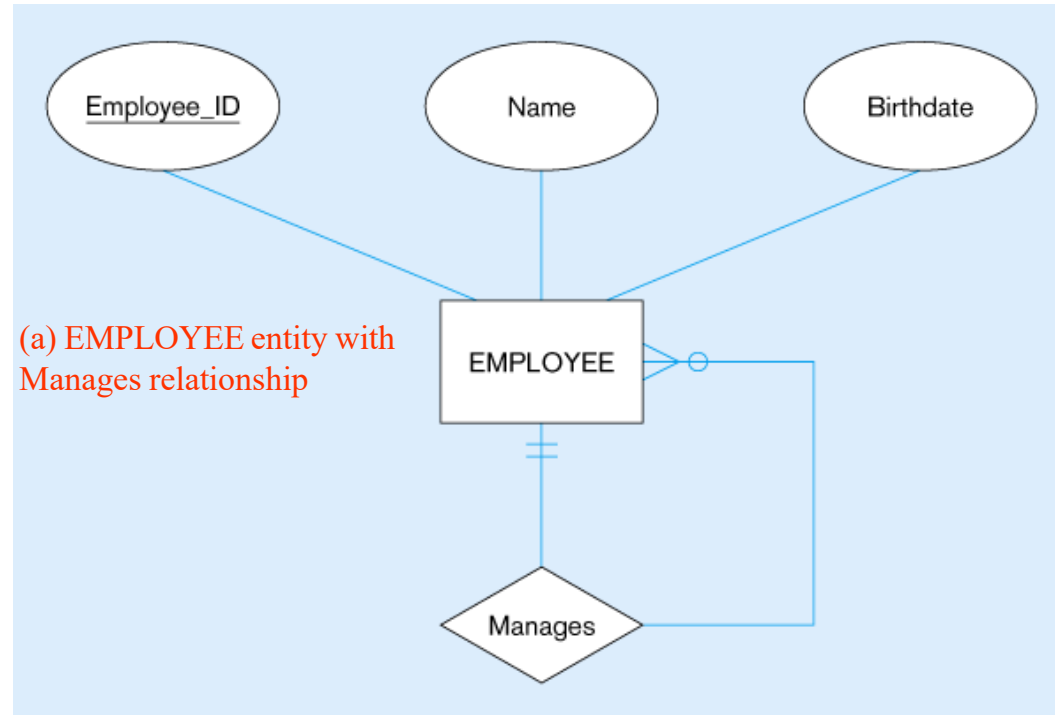 Employee_ID
Name
Birthdate
(a) EMPLOYEE entity with
Manages relationship
EMPLOYEE
Manages